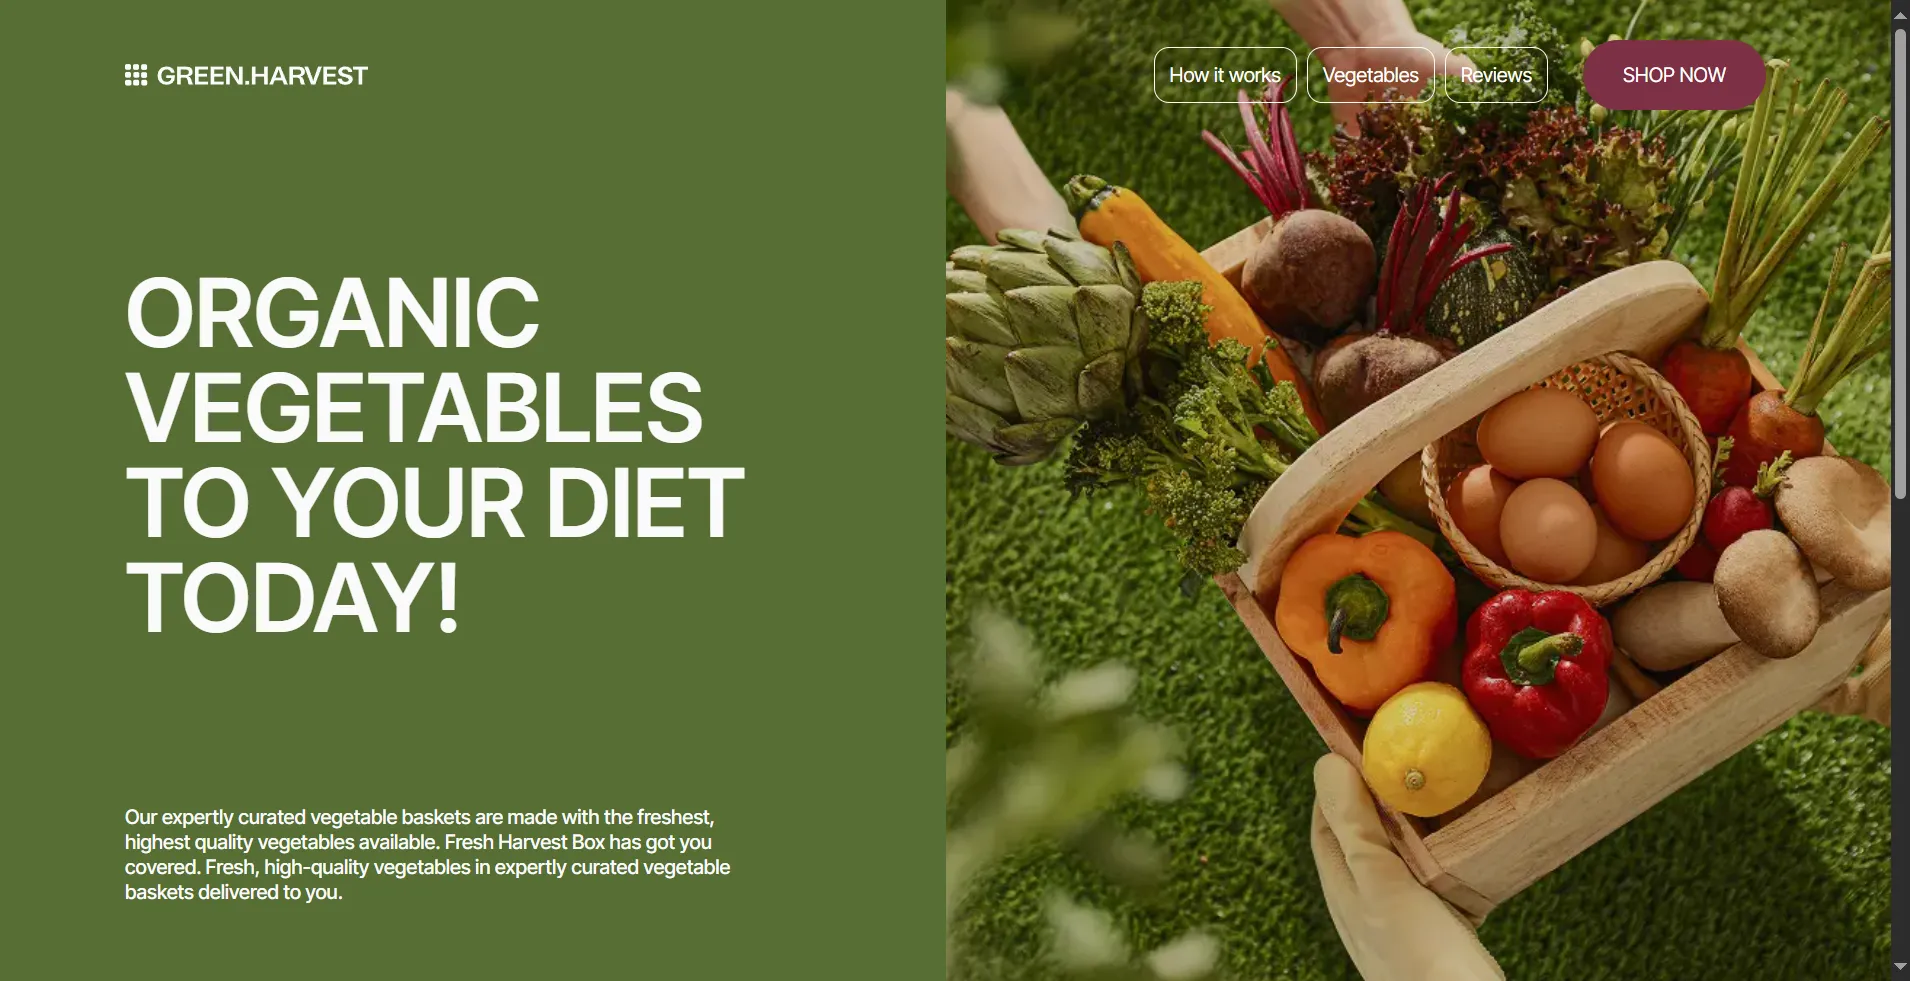 GREEN.HARVEST
How it works
Vegetables
Reviews
SHOP NOW
ORGANIC
VEGETABLES
TO YOUR DIET
TODAY!
Our expertly curated vegetable baskets are made with the freshest,
highest quality vegetables available. Fresh Harvest Box has got you
covered. Fresh, high-quality vegetables in expertly curated vegetable
baskets delivered to you.